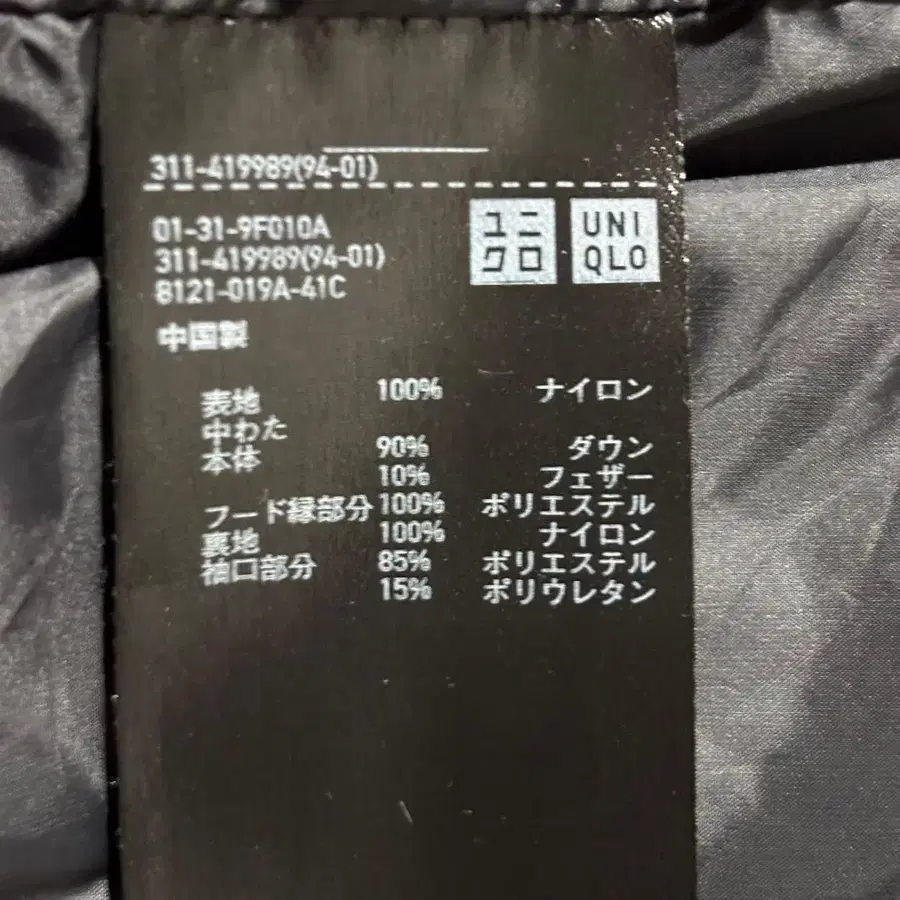 311-419989(94-01)
01-31-9F010A
311-419989(94-01)
8121-019A-41C
ユニ
クロ
UNI
QLO
中国製
表地 100% ナイロン
中わた
本体 90% ダウン
10% フェザー
フード縁部分 100% ポリエステル
裏地 100% ナイロン
袖口部分 85% ポリエステル
15% ポリウレタン